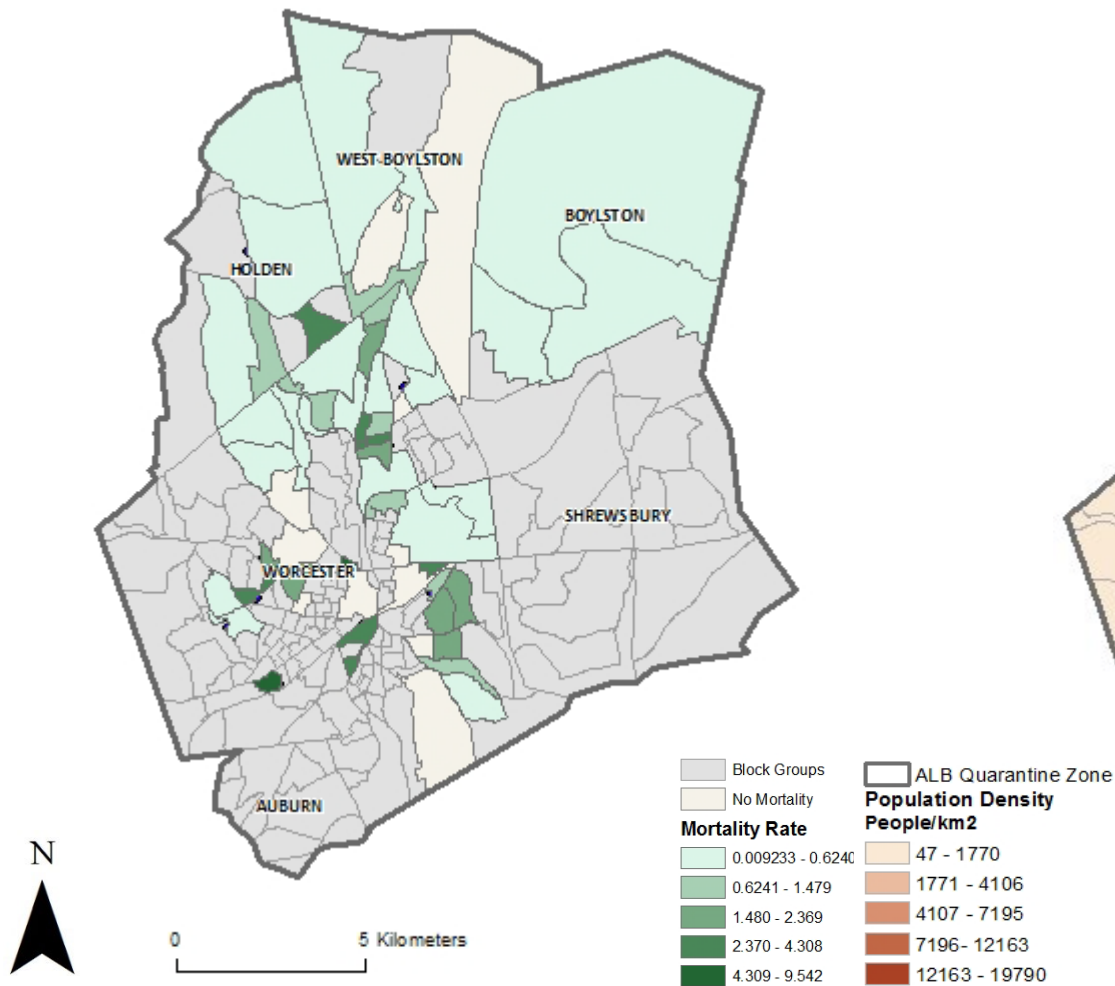 WEST-BOYLSTON
BOYLSTON
HOLDEN
SHREWSBURY
WORCESTER
AUBURN
N
0 5 Kilometers
Block Groups
No Mortality
Mortality Rate
0.009233 - 0.6240
0.6241 - 1.479
1.480 - 2.369
2.370 - 4.308
4.309 - 9.542
ALB Quarantine Zone
Population Density
People/km2
47 - 1770
1771 - 4106
4107 - 7195
7196- 12163
12163 - 19790